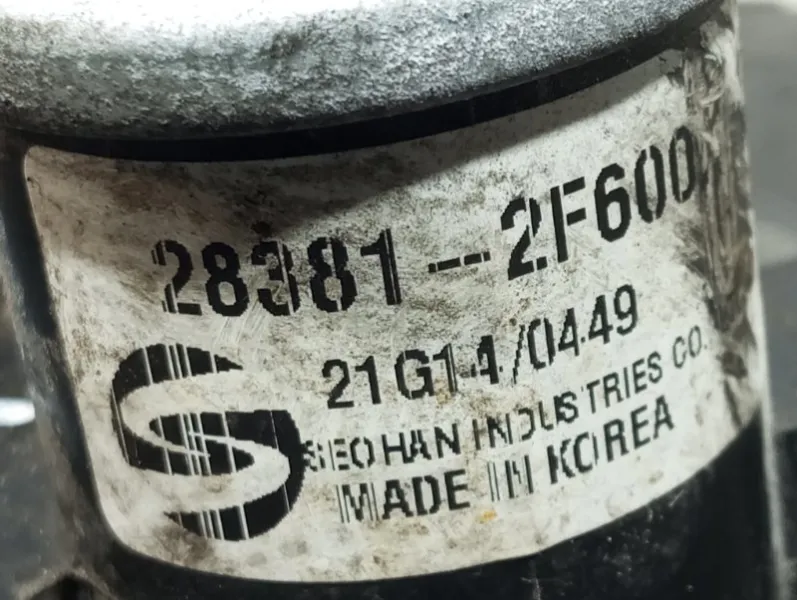 28381-2F600
21G14/0449
SEOHAN INDUSTRIES CO.
MADE IN KOREA